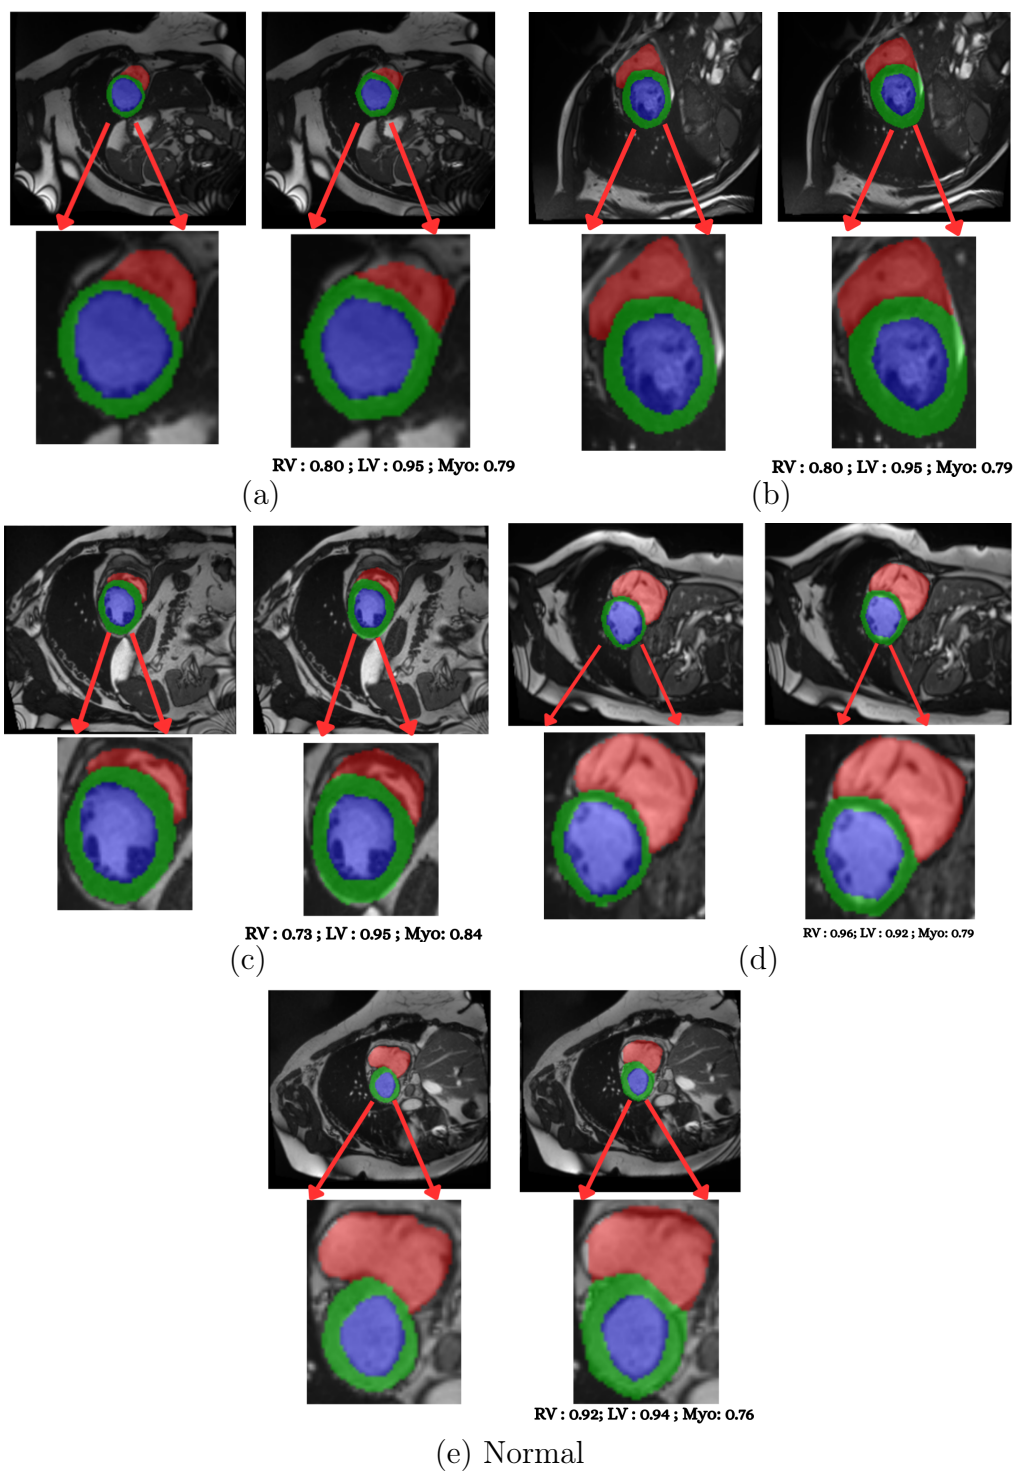 RV : 0.80 ; LV : 0.95 ; Myo: 0.79
(a)
RV : 0.80 ; LV : 0.95 ; Myo: 0.79
(b)
RV : 0.73 ; LV : 0.95 ; Myo: 0.84
(c)
RV : 0.96; LV : 0.92 ; Myo: 0.79
(d)
RV : 0.92; LV : 0.94 ; Myo: 0.76
(e) Normal